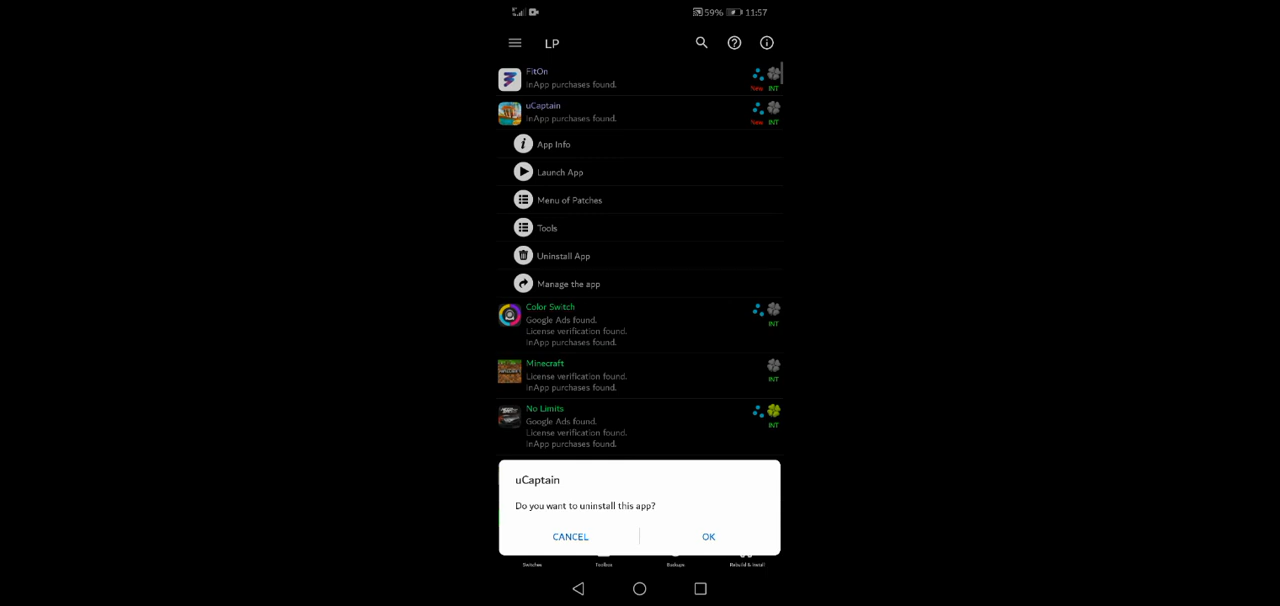 59% 11:57
LP
FitOn
InApp purchases found.
New INT
uCaptain
InApp purchases found.
New INT
App Info
Launch App
Menu of Patches
Tools
Uninstall App
Manage the app
Color Switch
Google Ads found.
License verification found.
InApp purchases found.
INT
Minecraft
License verification found.
InApp purchases found.
INT
No Limits
Google Ads found.
License verification found.
InApp purchases found.
INT
uCaptain
Do you want to uninstall this app?
CANCEL OK
Switches Toolbox Backups Rebuild & Install